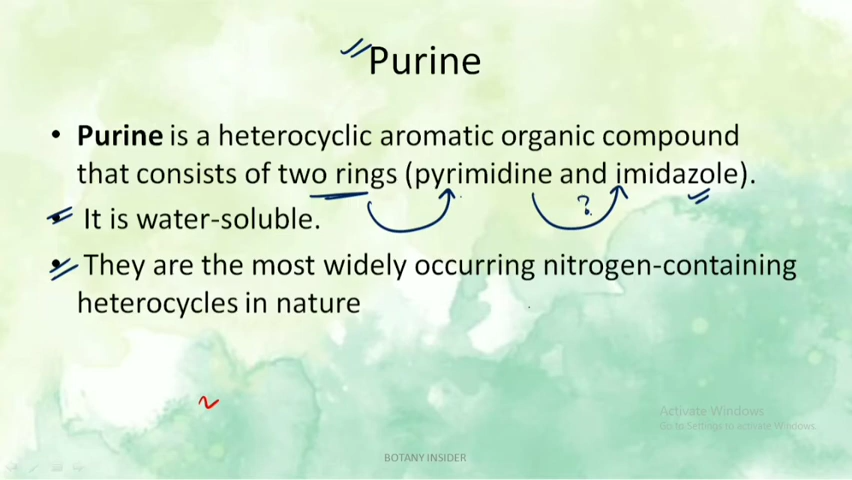 Purine
• Purine is a heterocyclic aromatic organic compound
that consists of two rings (pyrimidine and imidazole).
?
• It is water-soluble.
• They are the most widely occurring nitrogen-containing
heterocycles in nature
Activate Windows
Go to Settings to activate Windows.
BOTANY INSIDER